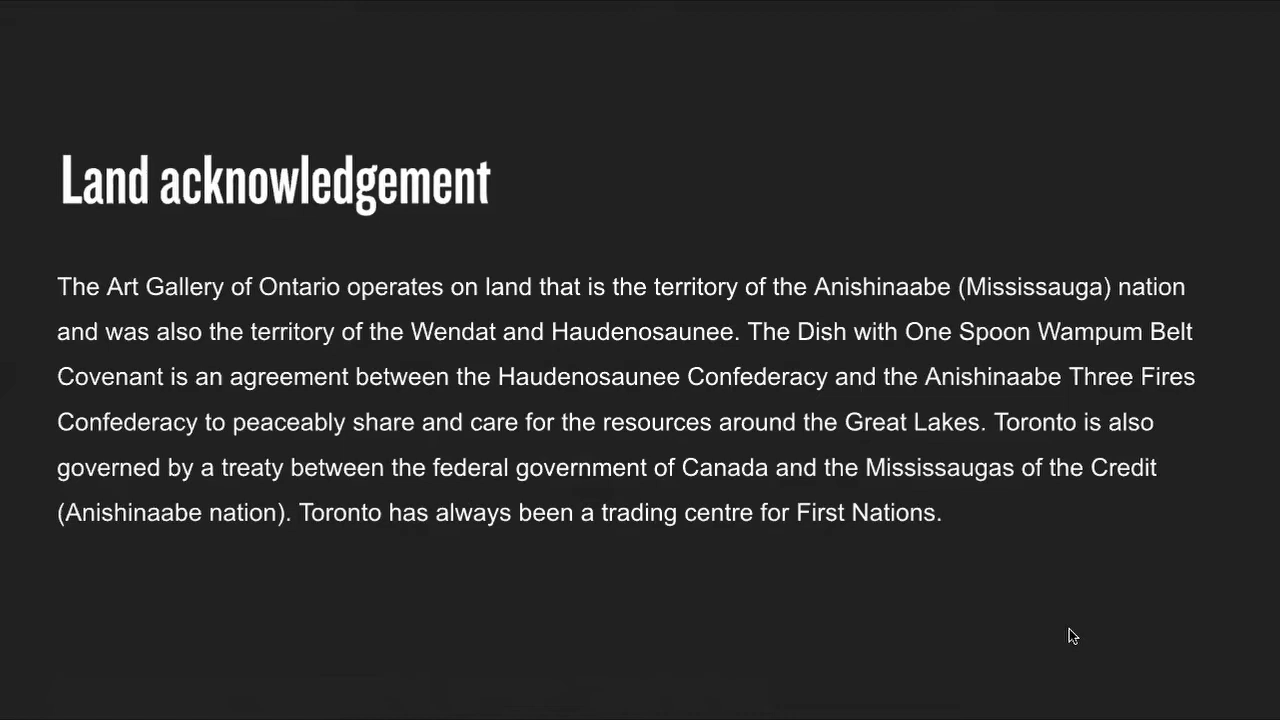 Land acknowledgement
The Art Gallery of Ontario operates on land that is the territory of the Anishinaabe (Mississauga) nation
and was also the territory of the Wendat and Haudenosaunee. The Dish with One Spoon Wampum Belt
Covenant is an agreement between the Haudenosaunee Confederacy and the Anishinaabe Three Fires
Confederacy to peaceably share and care for the resources around the Great Lakes. Toronto is also
governed by a treaty between the federal government of Canada and the Mississaugas of the Credit
(Anishinaabe nation). Toronto has always been a trading centre for First Nations.